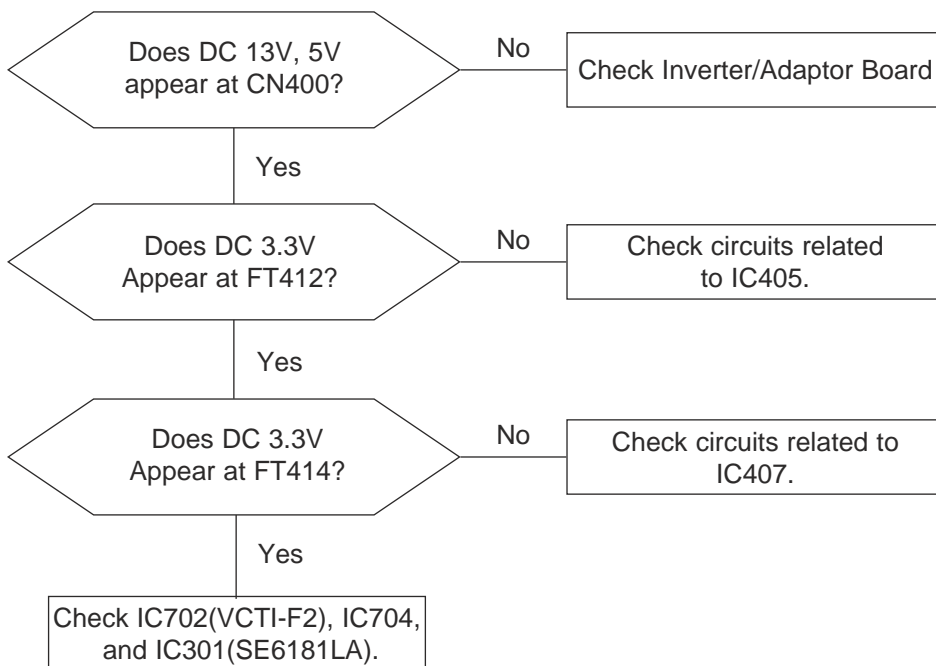 Does DC 13V, 5V
appear at CN400?
No
Check Inverter/Adaptor Board
Yes
Does DC 3.3V
Appear at FT412?
No
Check circuits related
to IC405.
Yes
Does DC 3.3V
Appear at FT414?
No
Check circuits related to
IC407.
Yes
Check IC702(VCTI-F2), IC704,
and IC301(SE6181LA).